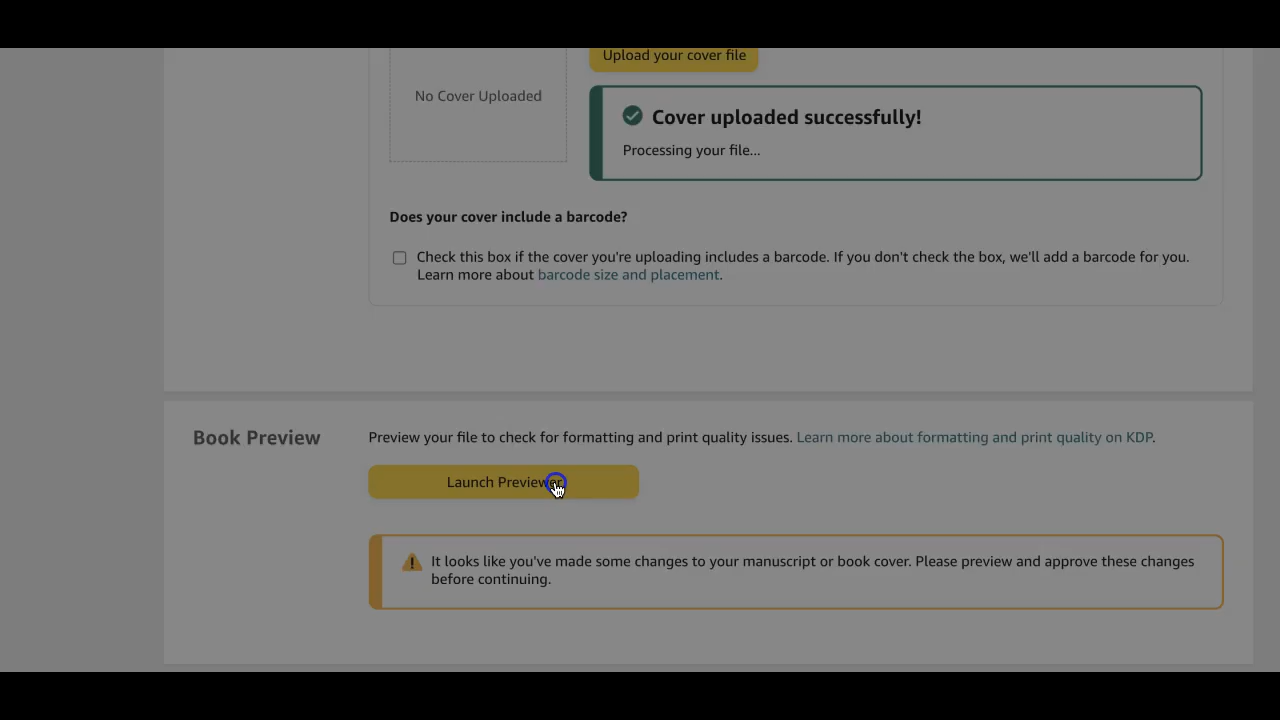 Upload your cover file
No Cover Uploaded
Cover uploaded successfully!
Processing your file...
Does your cover include a barcode?
Check this box if the cover you're uploading includes a barcode. If you don't check the box, we'll add a barcode for you.
Learn more about barcode size and placement.
Book Preview
Preview your file to check for formatting and print quality issues. Learn more about formatting and print quality on KDP.
Launch Previewer
It looks like you've made some changes to your manuscript or book cover. Please preview and approve these changes
before continuing.